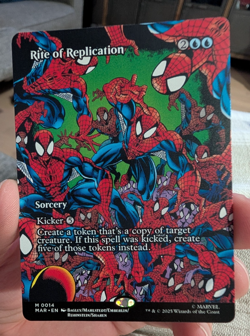 Rite of Replication 2
Sorcery
Kicker 5
Create a token that's a copy of target
creature. If this spell was kicked, create
five of those tokens instead.
M 0014
MAR • EN
™ & © 2025 Wizards of the Coast
© MARVEL